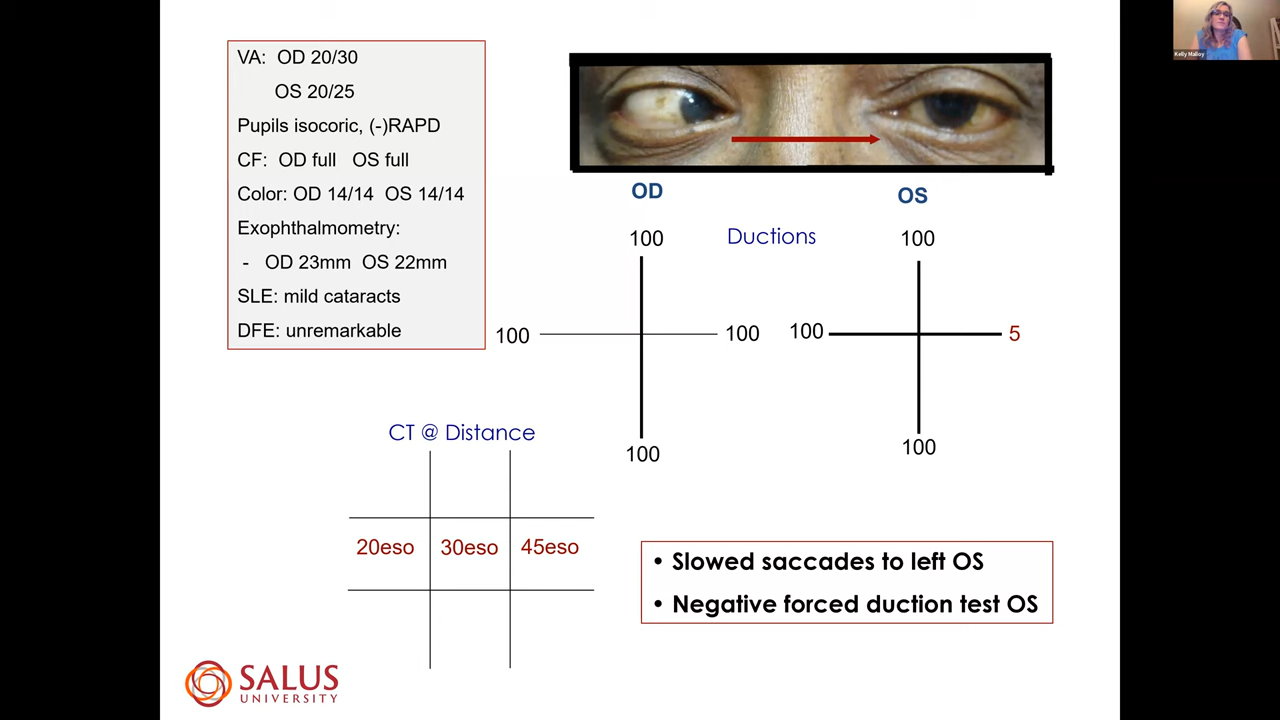 VA: OD 20/30
OS 20/25
Pupils isocoric, (-)RAPD
CF: OD full OS full
Color: OD 14/14 OS 14/14
Exophthalmometry:
- OD 23mm OS 22mm
SLE: mild cataracts
DFE: unremarkable
Kelly Malloy
OD
OS
100
Ductions
100
100
100
100
5
100
100
CT @ Distance
20eso
30eso
45eso
• Slowed saccades to left OS
• Negative forced duction test OS
SALUS
UNIVERSITY